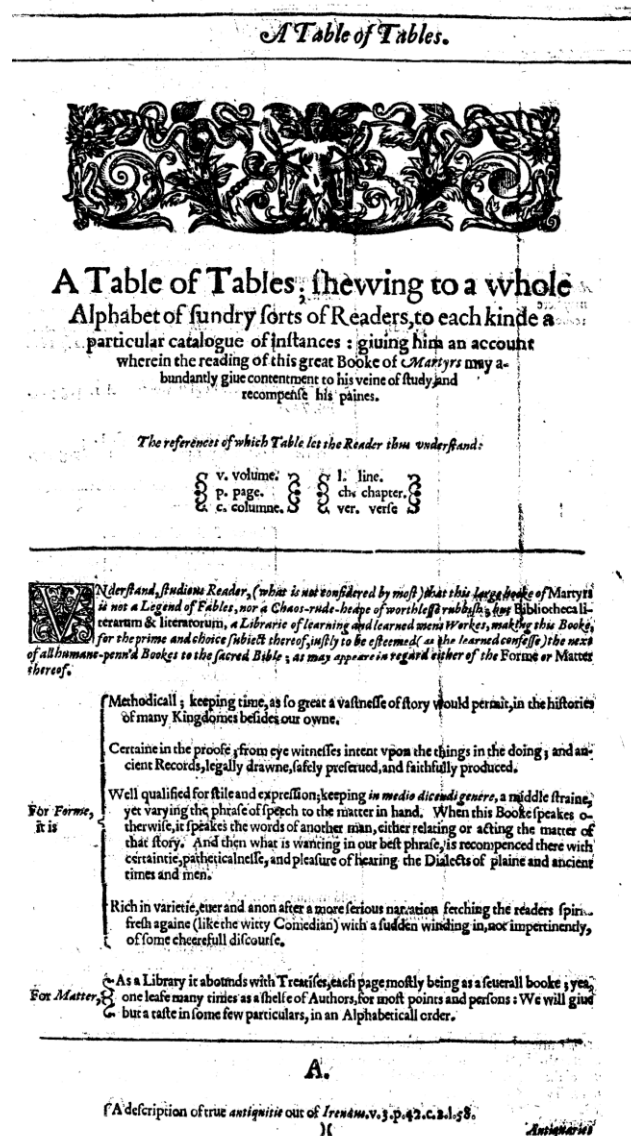 A Table of Tables.
A Table of Tables; ſhewing to a whole
Alphabet of ſundry ſorts of Readers, to each kinde a
particular catalogue of inſtances : giuing him an account
wherein the reading of this great Booke of Martyrs may a-
bundantly giue contentment to his veine of ſtudy, and
recompenſe his paines.
The references of which Table let the Reader thus vnderſtand:
v. volume. l. line.
p. page. ch. chapter.
c. columne. ver. verſe
VNderſtand, ſtudious Reader, (what is not conſidered by moſt) that this large booke of Martyrs
is not a Legend of Fables, nor a Chaos-rude-heape of worthleſſe rubbiſh; but Bibliotheca li-
terarum & literatorum, a Librarie of learning and learned mens Workes, making this Booke,
for the prime and choice ſubiect thereof, iuſtly to be eſteemed (as the learned confeſſe) the next
of all humane-penn'd Bookes to the ſacred Bible; as may appeare in regard either of the Forme or Matter
thereof.
Methodicall; keeping time, as ſo great a vaſtneſſe of ſtory would permit, in the hiſtories
of many Kingdomes beſides our owne.
Certaine in the proofe; from eye witneſſes intent vpon the things in the doing; and an-
cient Records, legally drawne, ſafely preſerued, and faithfully produced.
Well qualified for ſtile and expreſſion; keeping in medio dicendi genere, a middle ſtraine,
yet varying the phraſe of ſpeech to the matter in hand. When this Booke ſpeakes o-
For Forme, therwiſe, it ſpeakes the words of another man, either relating or acting the matter of
it is that ſtory. And then what is wanting in our beſt phraſe, is recompenced there with
certaintie, patheticalneſſe, and pleaſure of hearing the Dialects of plaine and ancient
times and men.
Rich in varietie, euer and anon after a more ſerious narration fetching the readers
freſh againe (like the witty Comedian) with a ſudden winding in, not impertinently,
of ſome cheerefull diſcourſe.
As a Library it abounds with Treatiſes, each page moſtly being as a ſeuerall booke; yea,
For Matter, one leafe many times as a ſhelfe of Authors, for moſt points and perſons: We will giue
but a taſte in ſome few particulars, in an Alphabeticall order.
A.
A deſcription of true antiquitie out of Irenæus. v. 3. p. 42. c. 2. l. 58.
)( Antiquaries